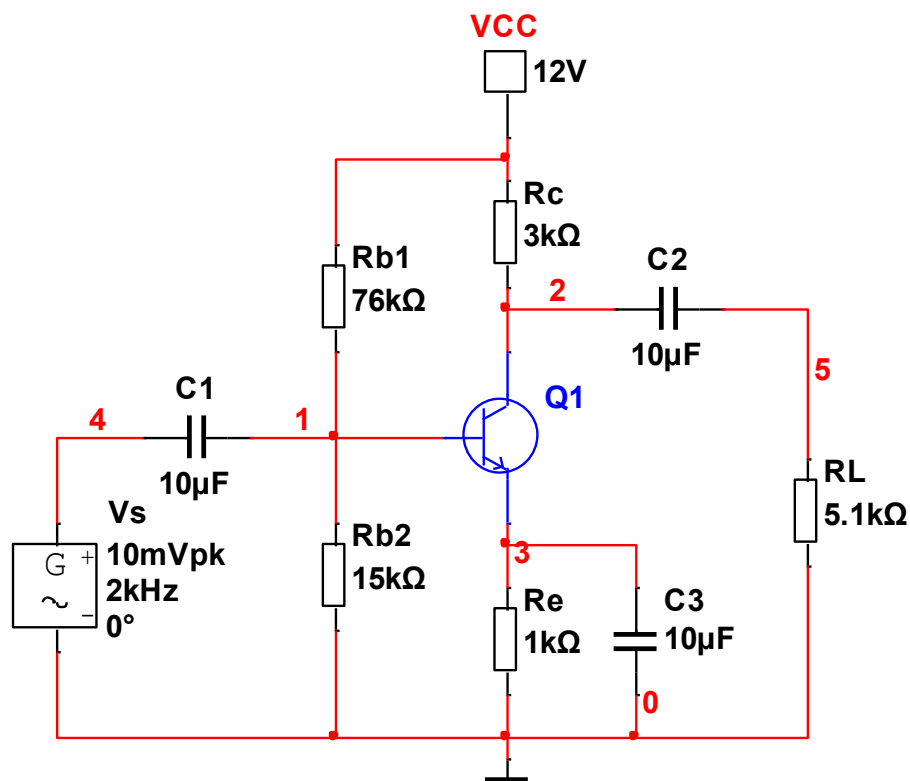 VCC
12V
Rc
3kΩ
Rb1
76kΩ
C2
10µF
2
5
C1
10µF
4
1
Q1
RL
5.1kΩ
Vs
10mVpk
2kHz
0°
G
+
−
Rb2
15kΩ
3
Re
1kΩ
C3
10µF
0